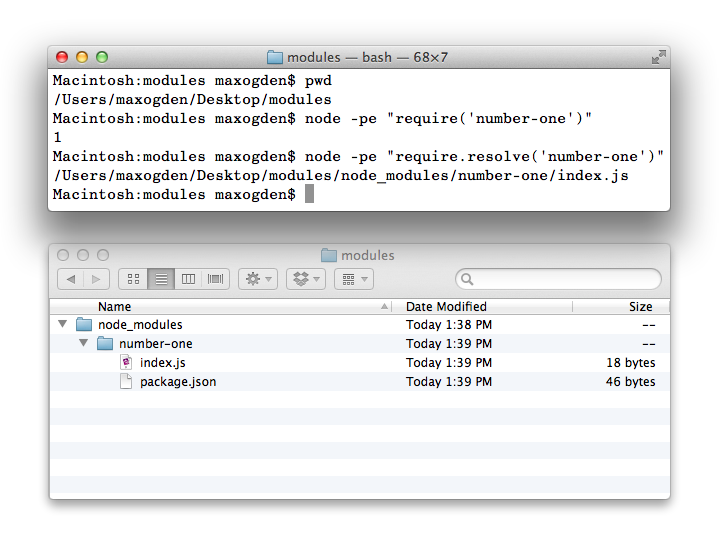 modules — bash — 68×7
Macintosh:modules maxogden$ pwd
/Users/maxogden/Desktop/modules
Macintosh:modules maxogden$ node -pe "require('number-one')"
1
Macintosh:modules maxogden$ node -pe "require.resolve('number-one')"
/Users/maxogden/Desktop/modules/node_modules/number-one/index.js
Macintosh:modules maxogden$
modules
Name Date Modified Size
node_modules Today 1:38 PM --
number-one Today 1:39 PM --
index.js Today 1:39 PM 18 bytes
package.json Today 1:39 PM 46 bytes